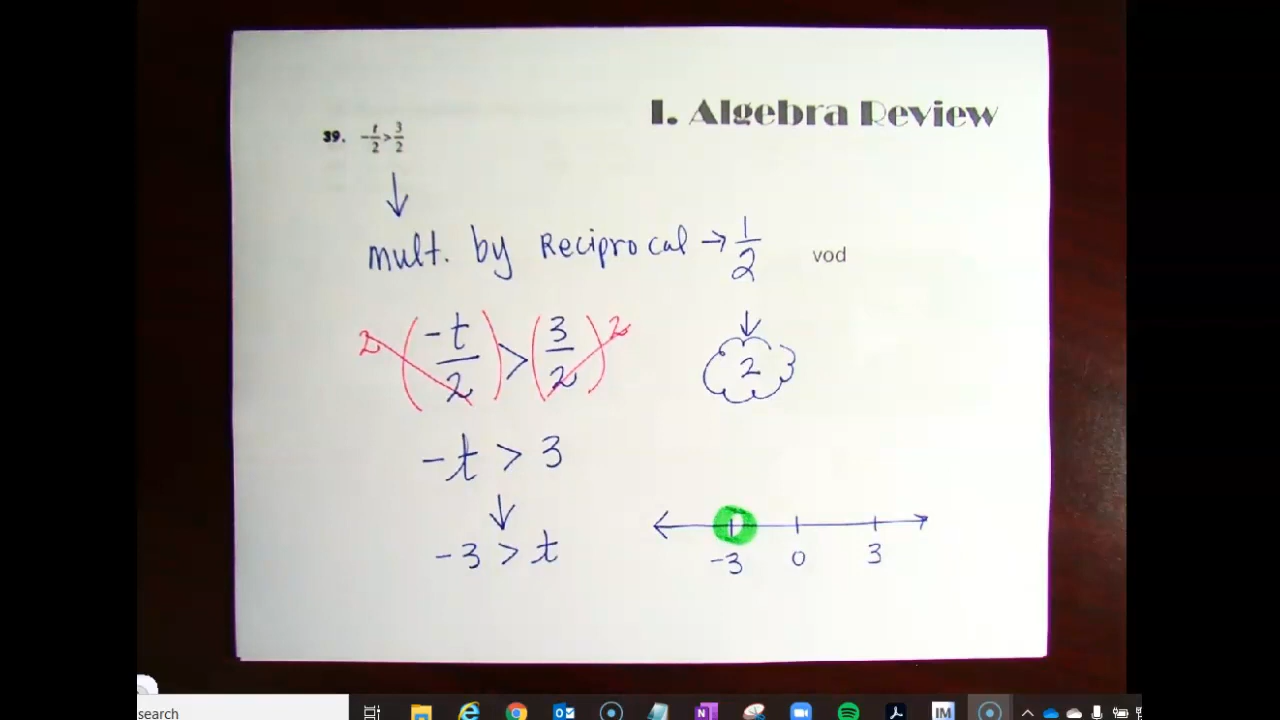 I. Algebra Review
39. -t/2 > 3/2
mult. by Reciprocal → 1/2
vod
2 (-t/2) > (3/2) 2
2
-t > 3
-3 > t
-3 0 3
search